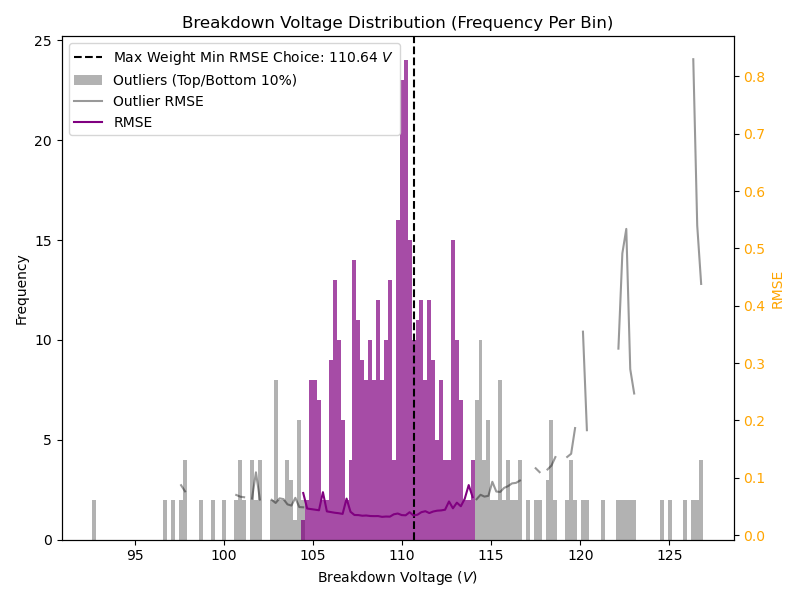 Breakdown Voltage Distribution (Frequency Per Bin)
Max Weight Min RMSE Choice: 110.64 V
Outliers (Top/Bottom 10%)
Outlier RMSE
RMSE
25
20
15
10
5
0
Frequency
0.8
0.7
0.6
0.5
0.4
0.3
0.2
0.1
0.0
RMSE
95 100 105 110 115 120 125
Breakdown Voltage (V)